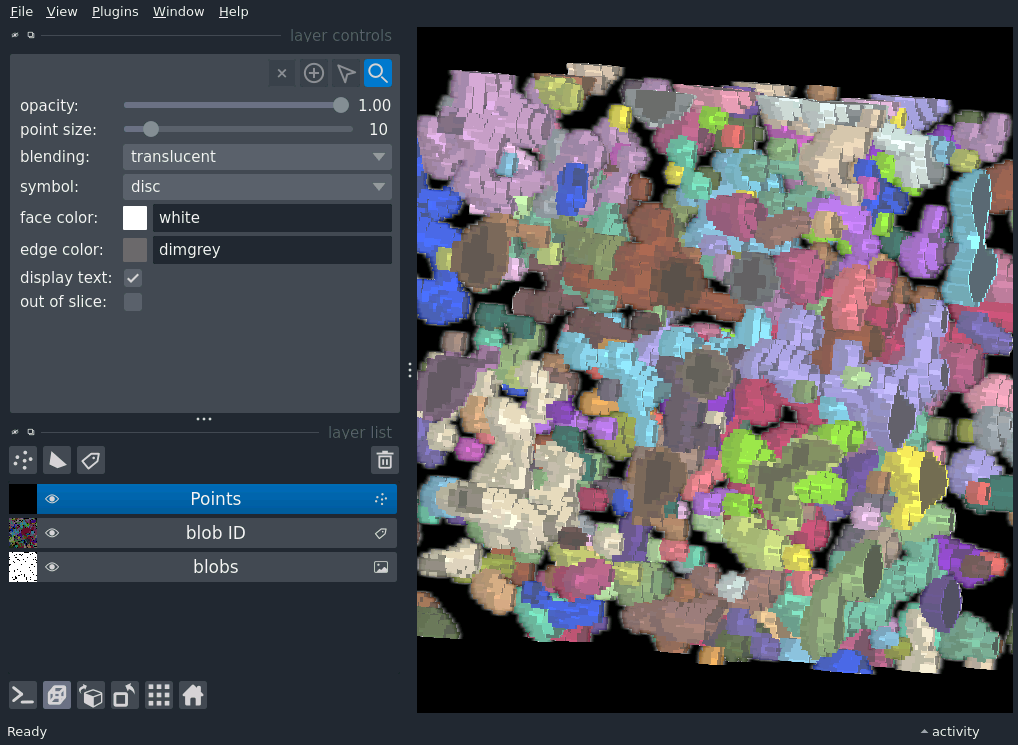 File View Plugins Window Help
layer controls
opacity: 1.00
point size: 10
blending: translucent
symbol: disc
face color: white
edge color: dimgrey
display text:
out of slice:
layer list
Points
blob ID
blobs
Ready
activity